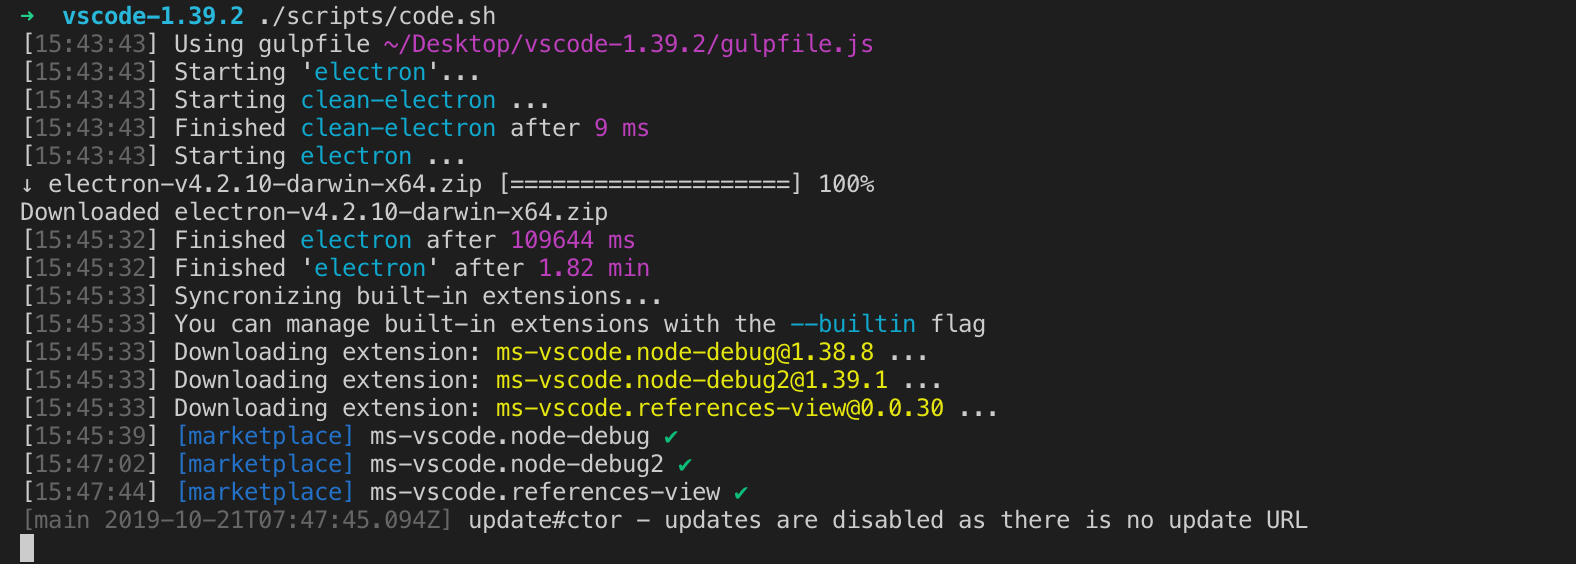 ➜  vscode-1.39.2 ./scripts/code.sh
[15:43:43] Using gulpfile ~/Desktop/vscode-1.39.2/gulpfile.js
[15:43:43] Starting 'electron'...
[15:43:43] Starting clean-electron ...
[15:43:43] Finished clean-electron after 9 ms
[15:43:43] Starting electron ...
↓ electron-v4.2.10-darwin-x64.zip [====================] 100%
Downloaded electron-v4.2.10-darwin-x64.zip
[15:45:32] Finished electron after 109644 ms
[15:45:32] Finished 'electron' after 1.82 min
[15:45:33] Syncronizing built-in extensions...
[15:45:33] You can manage built-in extensions with the --builtin flag
[15:45:33] Downloading extension: ms-vscode.node-debug@1.38.8 ...
[15:45:33] Downloading extension: ms-vscode.node-debug2@1.39.1 ...
[15:45:33] Downloading extension: ms-vscode.references-view@0.0.30 ...
[15:45:39] [marketplace] ms-vscode.node-debug ✔
[15:47:02] [marketplace] ms-vscode.node-debug2 ✔
[15:47:44] [marketplace] ms-vscode.references-view ✔
[main 2019-10-21T07:47:45.094Z] update#ctor - updates are disabled as there is no update URL